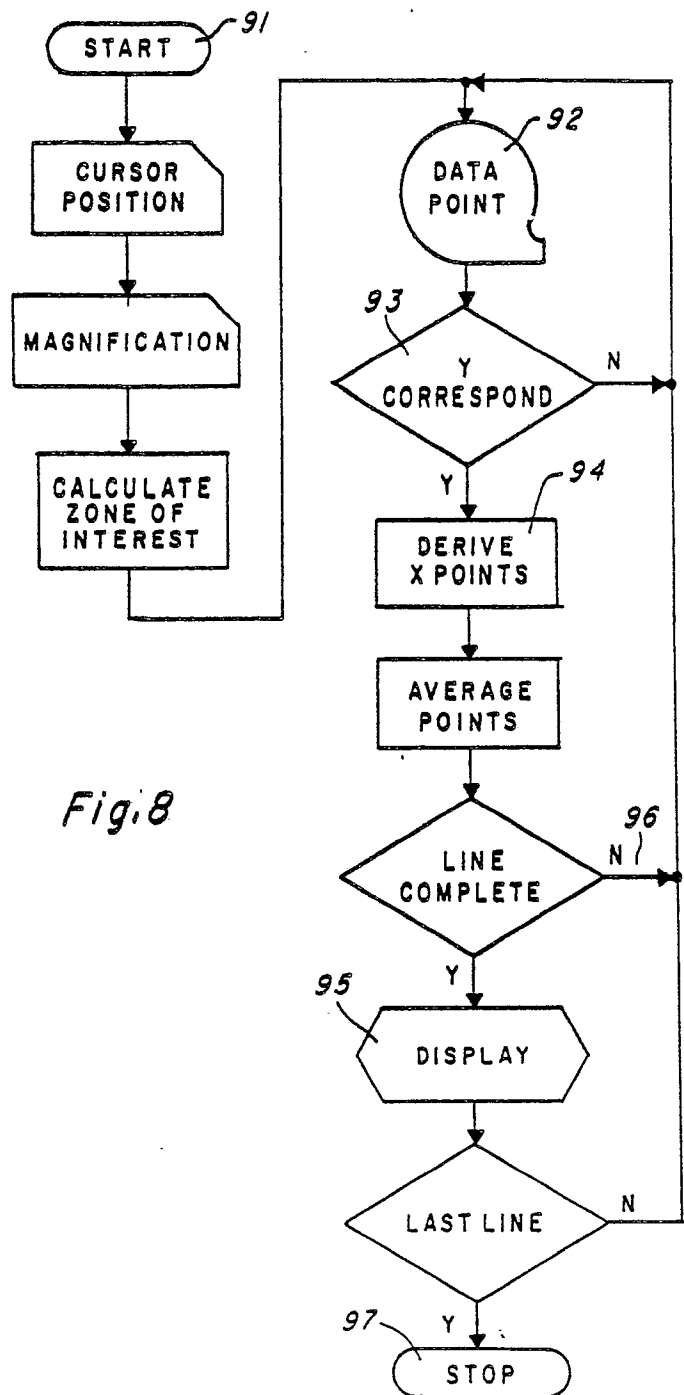 START
91
CURSOR
POSITION
MAGNIFICATION
CALCULATE
ZONE OF
INTEREST
92
DATA
POINT
93
Y
CORRESPOND
N
Y
94
DERIVE
X POINTS
AVERAGE
POINTS
Fig. 8
LINE
COMPLETE
N
96
Y
95
DISPLAY
LAST LINE
N
Y
97
STOP